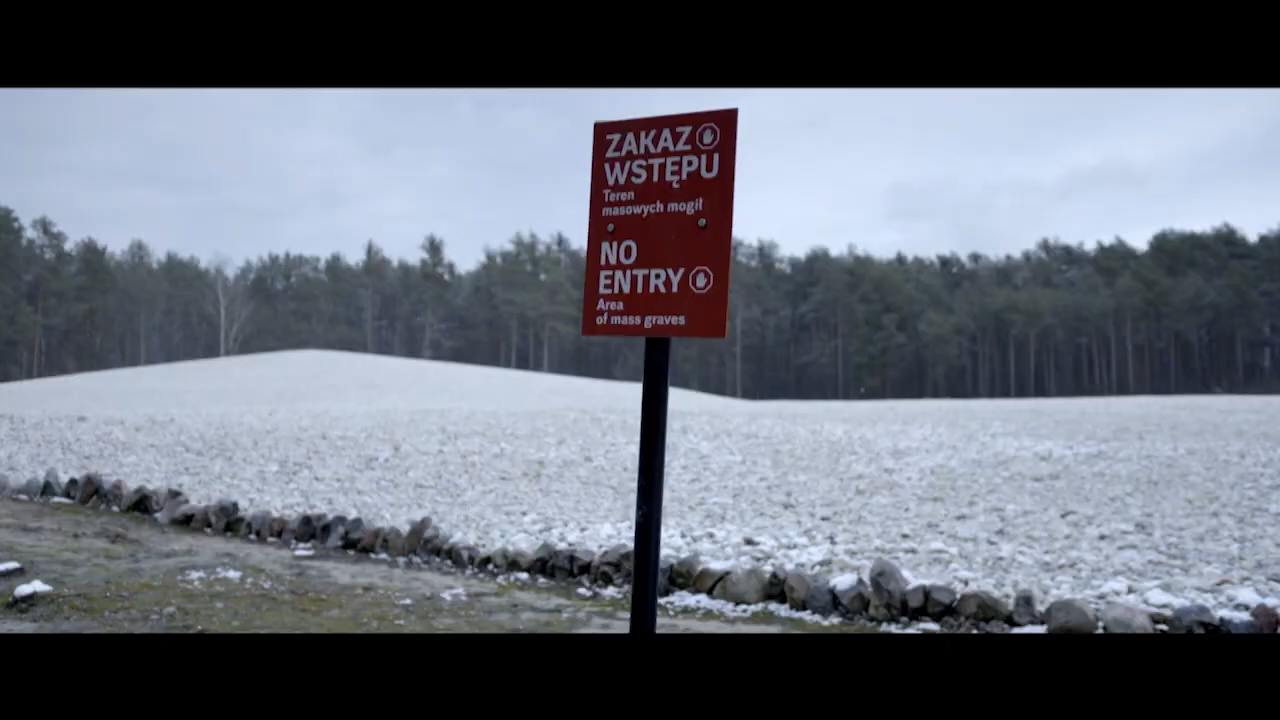 ZAKAZ
WSTĘPU
Teren
masowych mogił
NO
ENTRY
Area
of mass graves